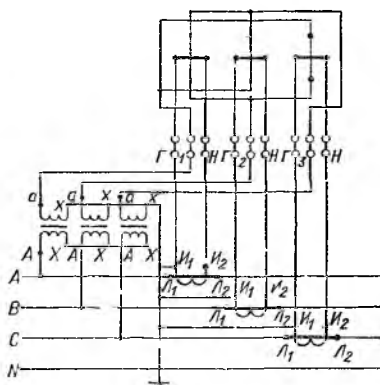 Г 1 Н Г 2 Н Г 3 Н
а х а х а х
А Х А Х А Х
А И₁ И₂
Л₁ Л₂ И₁ И₂
В Л₁ Л₂ И₁ И₂
С Л₁ Л₂
N